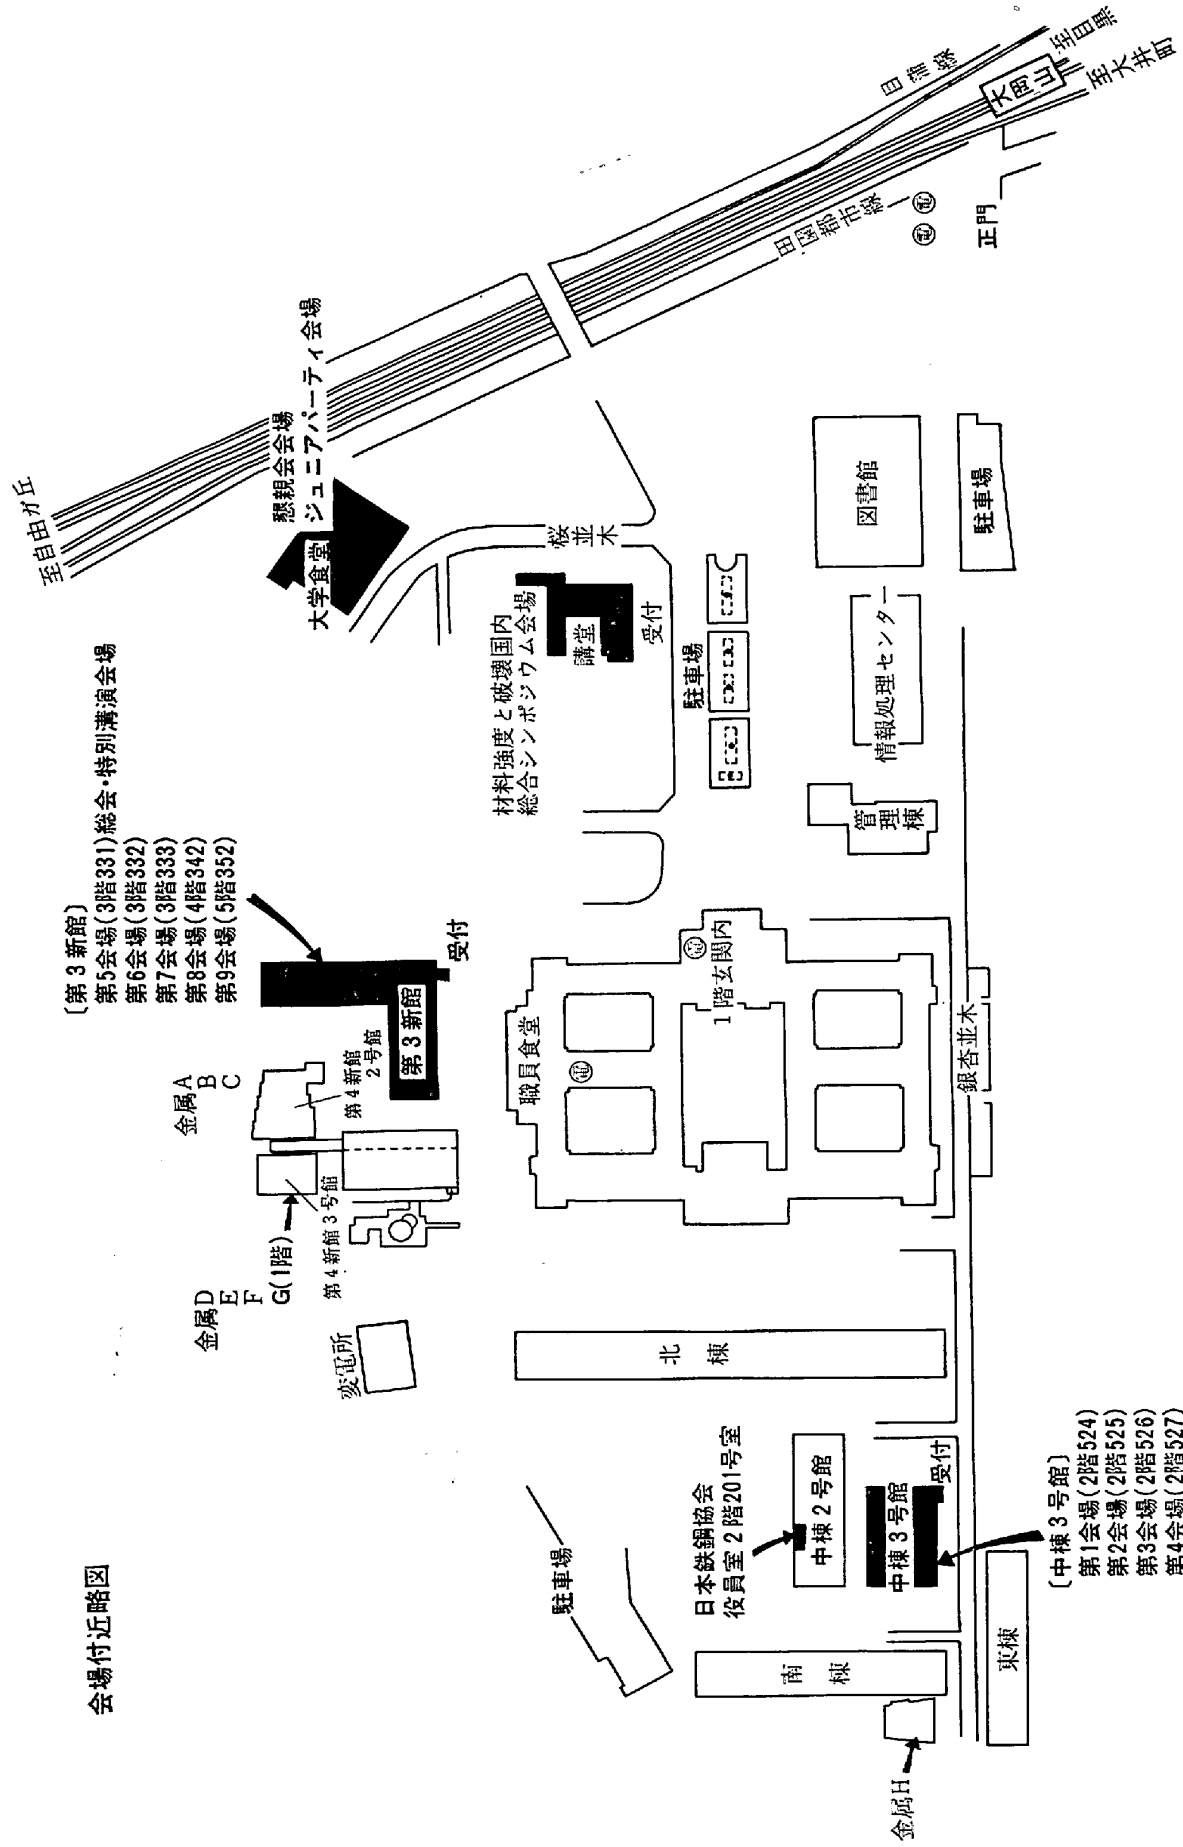 会場付近略図
至自由ガ丘
目蒲線
田園都市線
大岡山
至目黒
至大井町
正門
電
電
懇親会会場
ジュニアパーティ会場
大学食堂
桜並木
材料強度と破壊国内
総合シンポジウム会場
講堂
受付
駐車場
図書館
駐車場
情報処理センター
管理棟
〔第3新館〕
第5会場(3階331)総会・特別溝演会場
第6会場(3階332)
第7会場(3階333)
第8会場(4階342)
第9会場(5階352)
第3新館
受付
金属A
B
C
第4新館
2号館
金属D
E
F
G(1階)
第4新館3号館
変電所
職員食堂
電
電
1階玄関内
銀杏並木
北棟
駐車場
日本鉄鋼協会
役員室2階201号室
中棟2号館
中棟3号館
受付
〔中棟3号館〕
第1会場(2階524)
第2会場(2階525)
第3会場(2階526)
第4会場(2階527)
南棟
東棟
金属H